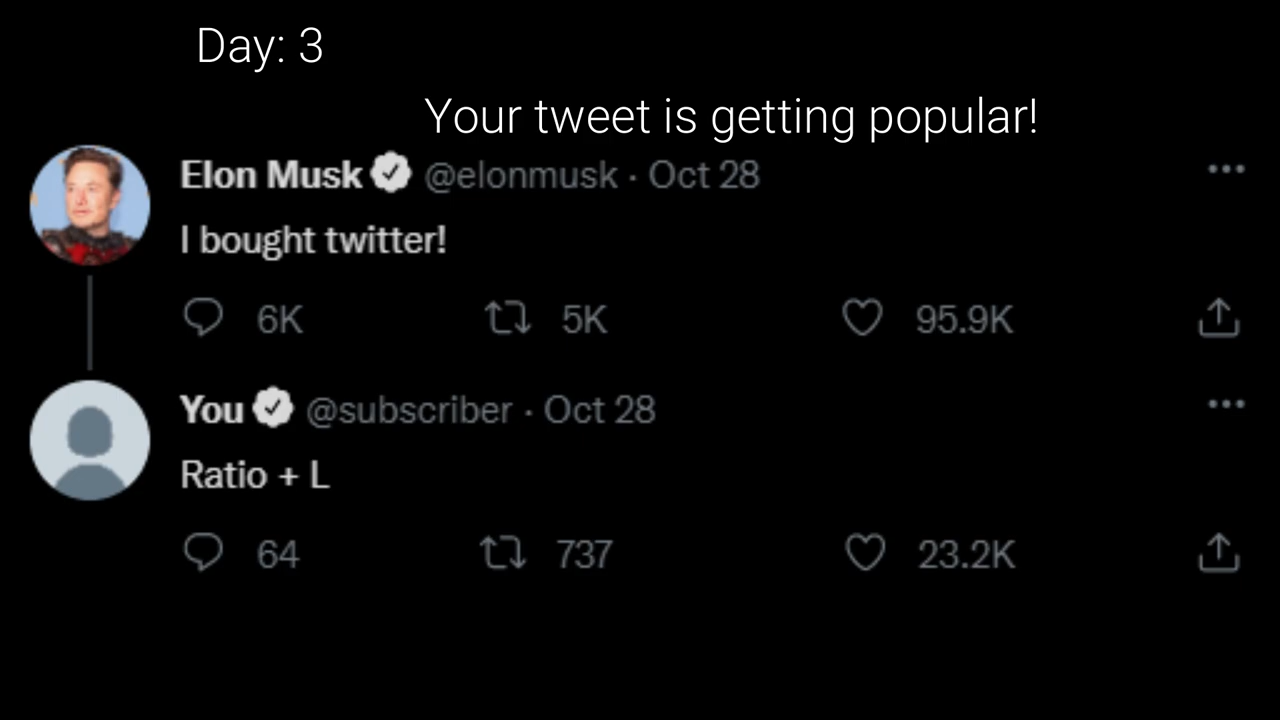 Day: 3
Your tweet is getting popular!
Elon Musk @elonmusk · Oct 28
I bought twitter!
6K 5K 95.9K
You @subscriber · Oct 28
Ratio + L
64 737 23.2K